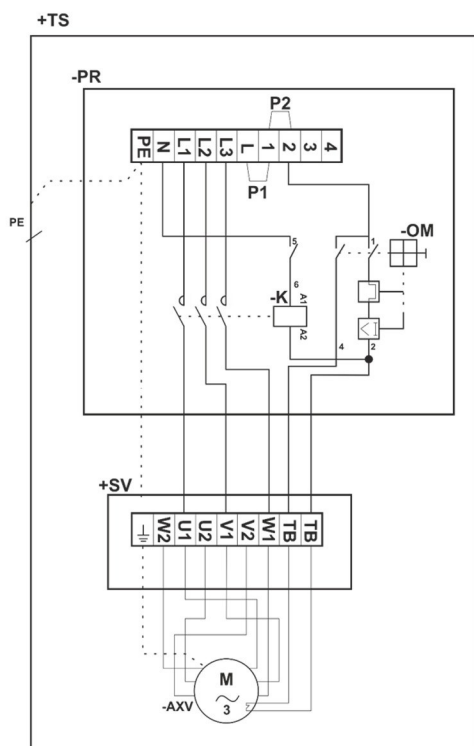 +TS
-PR
P2
PE N L1 L2 L3 L 1 2 3 4
P1
PE
-OM
5
1
6
A1
-K
A2
4
2
+SV
W2 U1 U2 V1 V2 W1 TB TB
M
3
-AXV